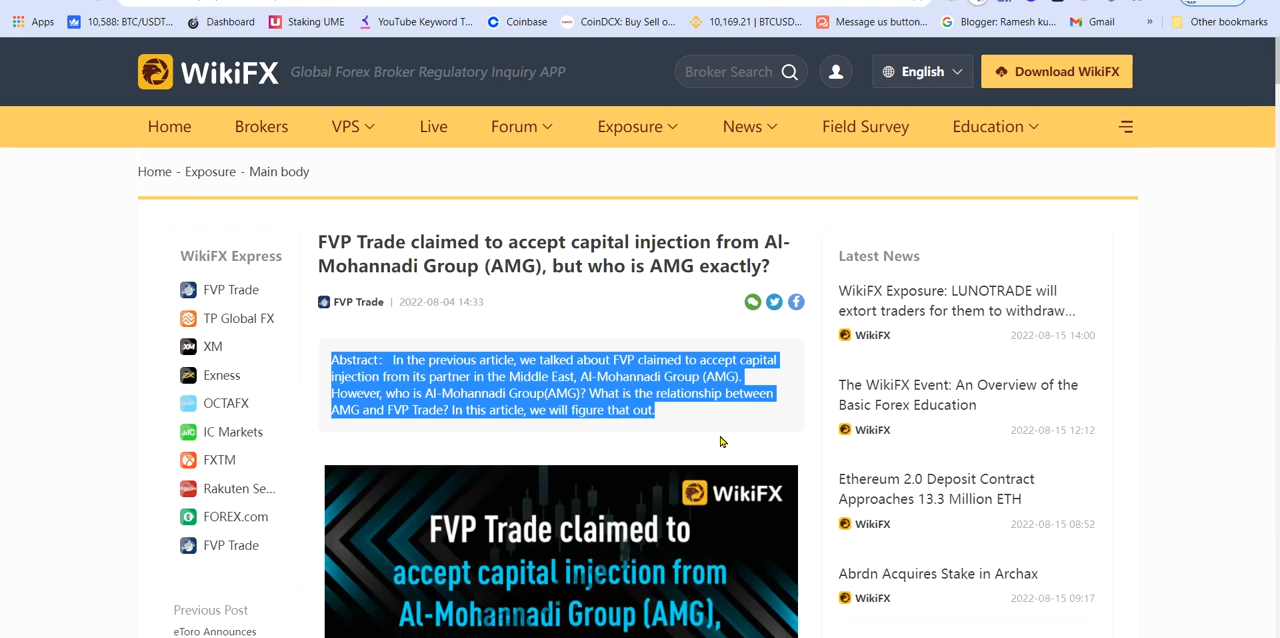 Apps
10,588: BTC/USDT...
Dashboard
Staking UME
YouTube Keyword T...
Coinbase
CoinDCX: Buy Sell o...
10,169.21 | BTCUSD...
Message us button...
Blogger: Ramesh ku...
Gmail
»
Other bookmarks
WikiFX
Global Forex Broker Regulatory Inquiry APP
Broker Search
English
Download WikiFX
Home
Brokers
VPS
Live
Forum
Exposure
News
Field Survey
Education
Home - Exposure - Main body
WikiFX Express
FVP Trade
TP Global FX
XM
Exness
OCTAFX
IC Markets
FXTM
Rakuten Se...
FOREX.com
FVP Trade
Previous Post
eToro Announces
FVP Trade claimed to accept capital injection from Al-
Mohannadi Group (AMG), but who is AMG exactly?
FVP Trade | 2022-08-04 14:33
Abstract: In the previous article, we talked about FVP claimed to accept capital
injection from its partner in the Middle East, Al-Mohannadi Group (AMG).
However, who is Al-Mohannadi Group(AMG)? What is the relationship between
AMG and FVP Trade? In this article, we will figure that out.
WikiFX
FVP Trade claimed to
accept capital injection from
Al-Mohannadi Group (AMG),
Latest News
WikiFX Exposure: LUNOTRADE will
extort traders for them to withdraw...
WikiFX 2022-08-15 14:00
The WikiFX Event: An Overview of the
Basic Forex Education
WikiFX 2022-08-15 12:12
Ethereum 2.0 Deposit Contract
Approaches 13.3 Million ETH
WikiFX 2022-08-15 08:52
Abrdn Acquires Stake in Archax
WikiFX 2022-08-15 09:17